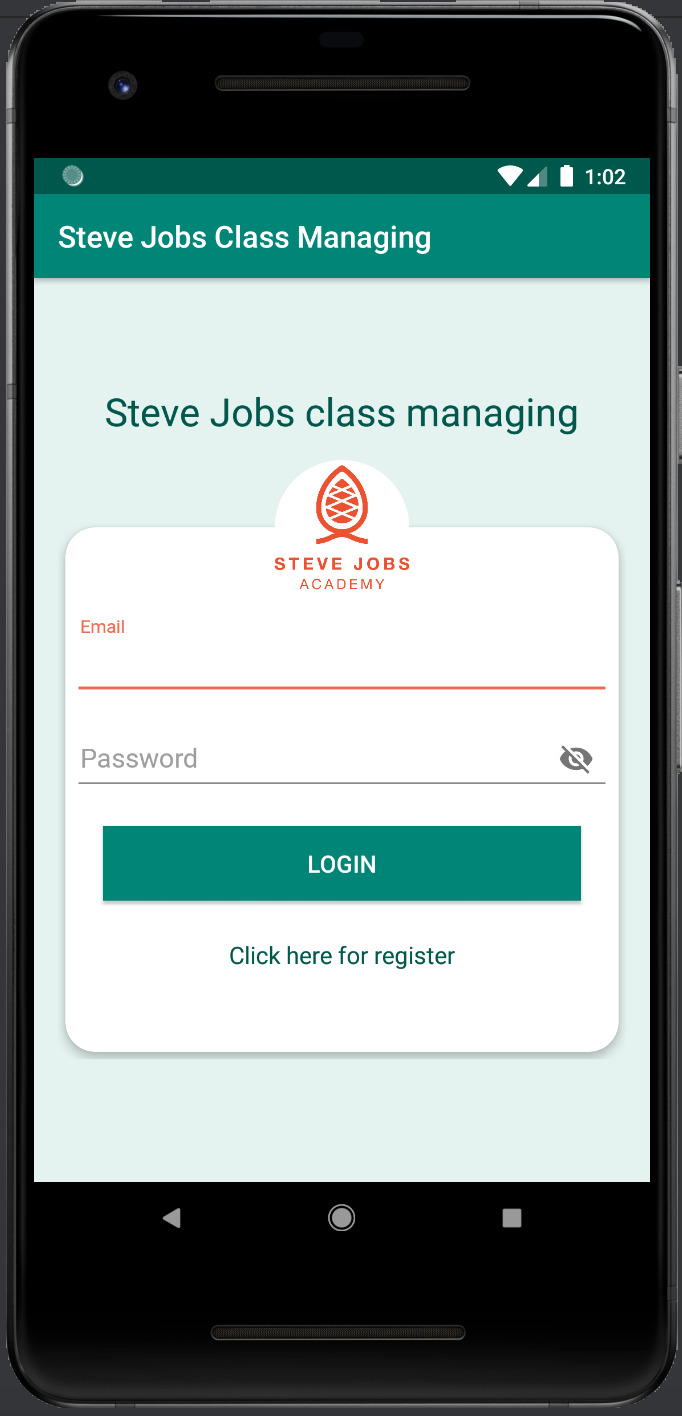 1:02
Steve Jobs Class Managing
Steve Jobs class managing
STEVE JOBS
ACADEMY
Email
Password
LOGIN
Click here for register